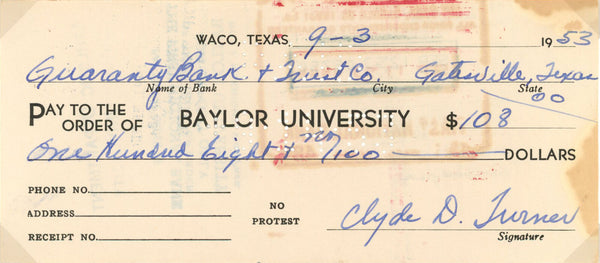 WACO, TEXAS, 9-3 1953
Guaranty Bank + Trust Co. Gatesville, Texas
Name of Bank City State
PAY TO THE ORDER OF BAYLOR UNIVERSITY $ 108 00
One Hundred Eight + no/100 DOLLARS
PHONE NO.
ADDRESS
RECEIPT NO.
NO PROTEST
Clyde D. Turner
Signature